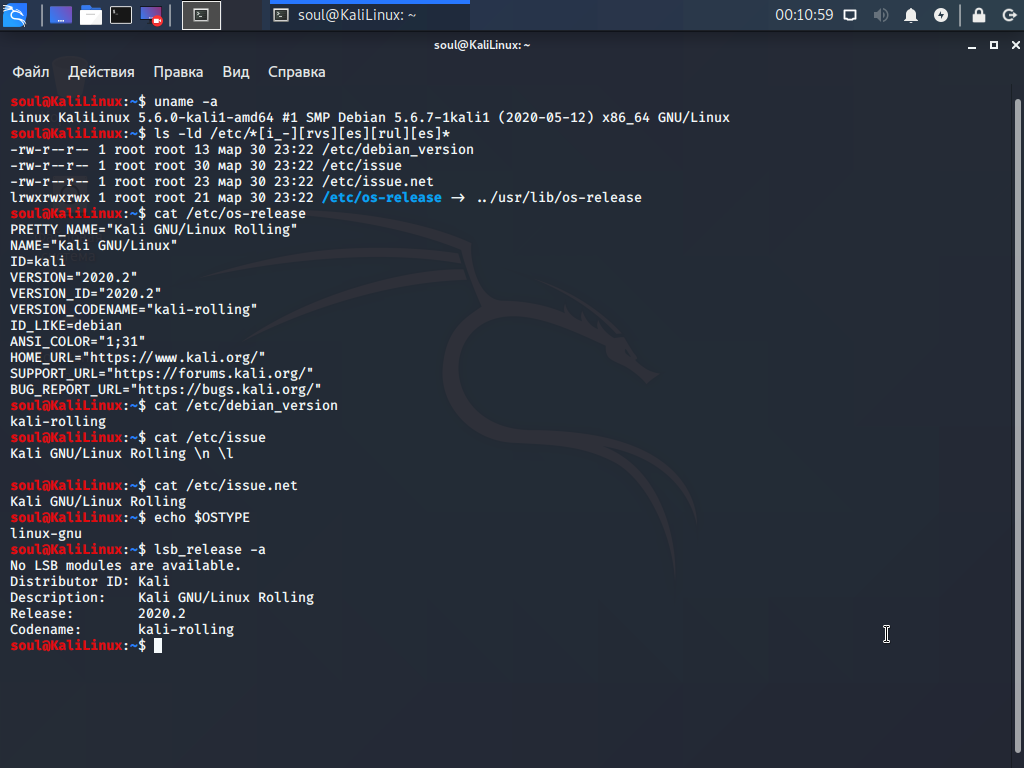 soul@KaliLinux: ~
00:10:59
soul@KaliLinux: ~
Файл Действия Правка Вид Справка
soul@KaliLinux:~$ uname -a
Linux KaliLinux 5.6.0-kali1-amd64 #1 SMP Debian 5.6.7-1kali1 (2020-05-12) x86_64 GNU/Linux
soul@KaliLinux:~$ ls -ld /etc/*[i_-][rvs][es][rul][es]*
-rw-r--r-- 1 root root 13 мар 30 23:22 /etc/debian_version
-rw-r--r-- 1 root root 30 мар 30 23:22 /etc/issue
-rw-r--r-- 1 root root 23 мар 30 23:22 /etc/issue.net
lrwxrwxrwx 1 root root 21 мар 30 23:22 /etc/os-release -> ../usr/lib/os-release
soul@KaliLinux:~$ cat /etc/os-release
PRETTY_NAME="Kali GNU/Linux Rolling"
NAME="Kali GNU/Linux"
ID=kali
VERSION="2020.2"
VERSION_ID="2020.2"
VERSION_CODENAME="kali-rolling"
ID_LIKE=debian
ANSI_COLOR="1;31"
HOME_URL="https://www.kali.org/"
SUPPORT_URL="https://forums.kali.org/"
BUG_REPORT_URL="https://bugs.kali.org/"
soul@KaliLinux:~$ cat /etc/debian_version
kali-rolling
soul@KaliLinux:~$ cat /etc/issue
Kali GNU/Linux Rolling \n \l
soul@KaliLinux:~$ cat /etc/issue.net
Kali GNU/Linux Rolling
soul@KaliLinux:~$ echo $OSTYPE
linux-gnu
soul@KaliLinux:~$ lsb_release -a
No LSB modules are available.
Distributor ID: Kali
Description: Kali GNU/Linux Rolling
Release: 2020.2
Codename: kali-rolling
soul@KaliLinux:~$